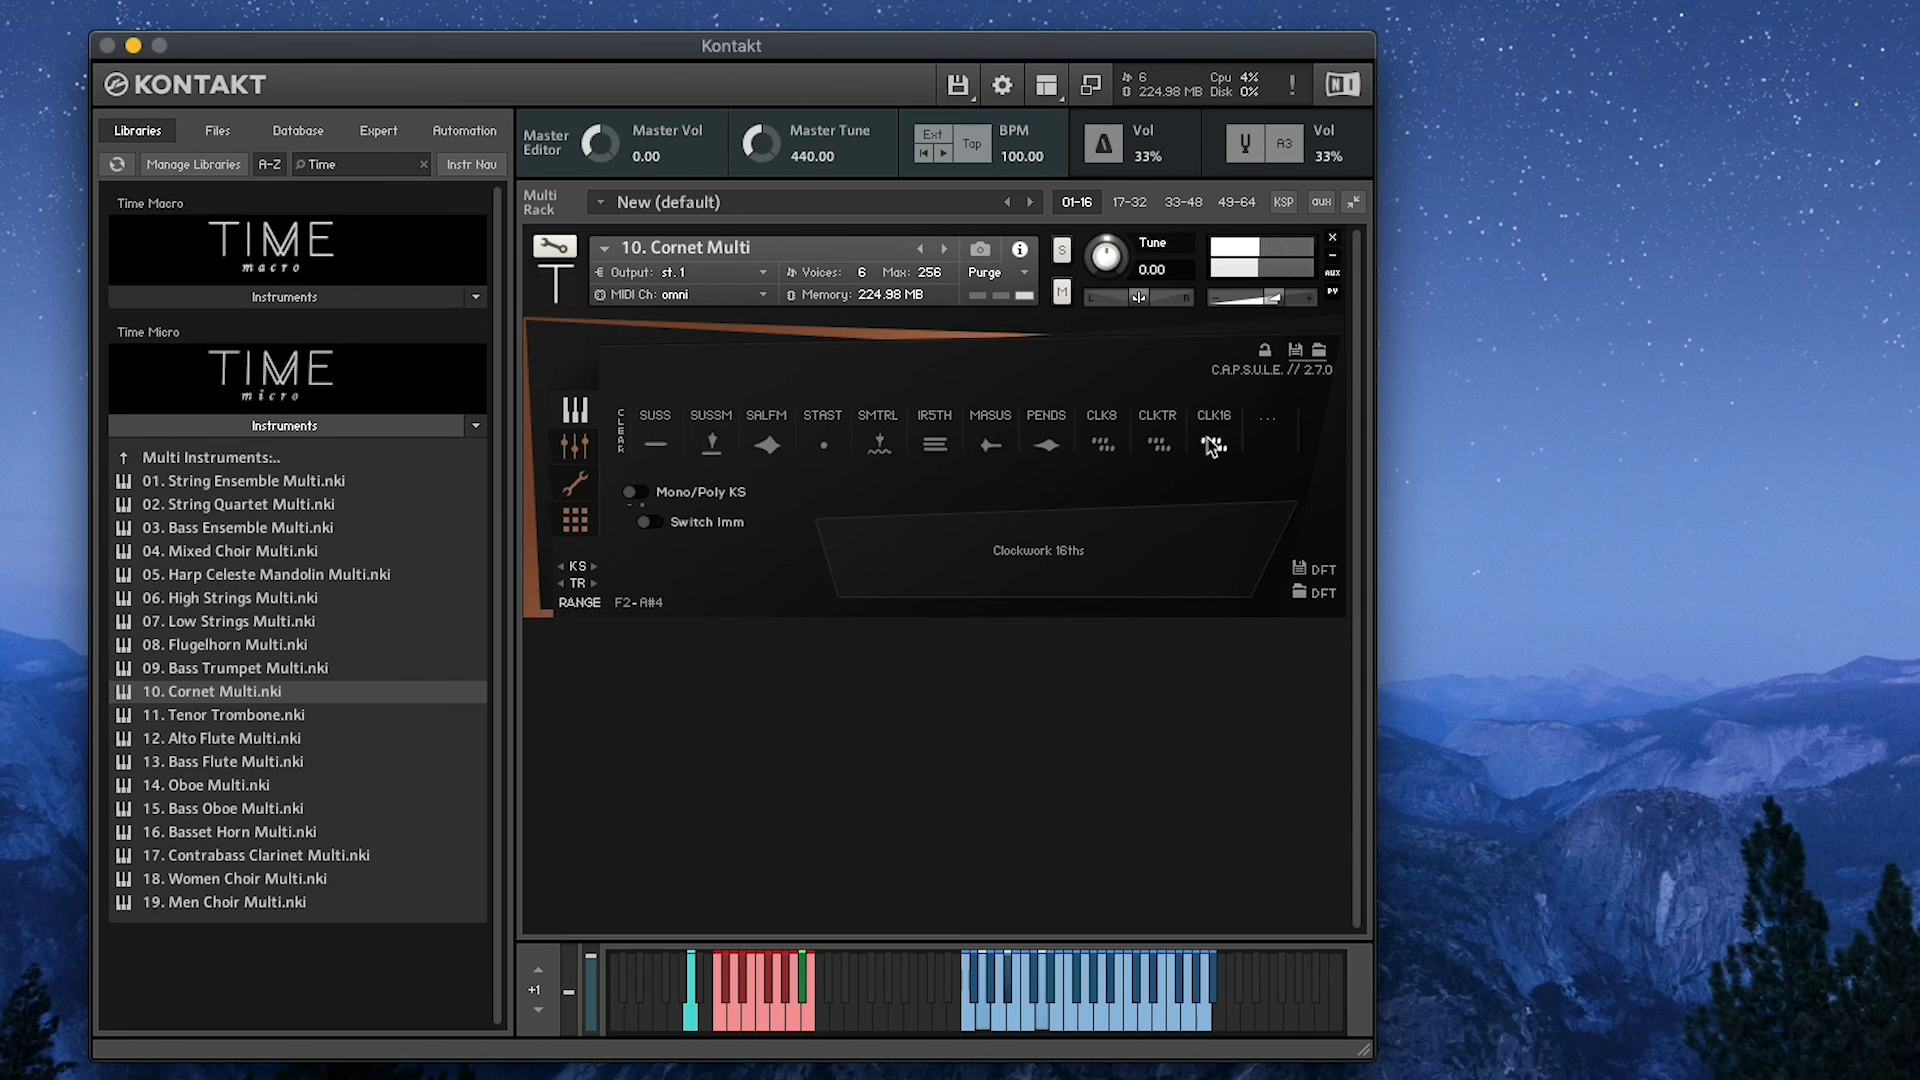 Kontakt
KONTAKT
6
224.98 MB
Cpu 4%
Disk 0%
!
NI
Libraries
Files
Database
Expert
Automation
Manage Libraries
A-Z
Time
×
Instr Nau
Master
Editor
Master Vol
0.00
Master Tune
440.00
Ext
Tap
BPM
100.00
Vol
33%
A3
Vol
33%
Multi
Rack
New (default)
01-16
17-32
33-48
49-64
KSP
aux
Time Macro
TIME
macro
Instruments
Time Micro
TIME
micro
Instruments
Multi Instruments:..
01. String Ensemble Multi.nki
02. String Quartet Multi.nki
03. Bass Ensemble Multi.nki
04. Mixed Choir Multi.nki
05. Harp Celeste Mandolin Multi.nki
06. High Strings Multi.nki
07. Low Strings Multi.nki
08. Flugelhorn Multi.nki
09. Bass Trumpet Multi.nki
10. Cornet Multi.nki
11. Tenor Trombone.nki
12. Alto Flute Multi.nki
13. Bass Flute Multi.nki
14. Oboe Multi.nki
15. Bass Oboe Multi.nki
16. Basset Horn Multi.nki
17. Contrabass Clarinet Multi.nki
18. Women Choir Multi.nki
19. Men Choir Multi.nki
T
10. Cornet Multi
Output: st.1
Voices: 6 Max: 256
Purge
MIDI Ch: omni
Memory: 224.98 MB
S
M
Tune
0.00
L
R
×
AUX
PV
C.A.P.S.U.L.E. // 2.7.0
CLEAR
SUSS
SUSSM
SALFM
STAST
SMTRL
IR5TH
MASUS
PENDS
CLK8
CLKTR
CLK16
...
Mono/Poly KS
Switch Imm
Clockwork 16ths
KS
TR
RANGE F2-A#4
DFT
DFT
+1